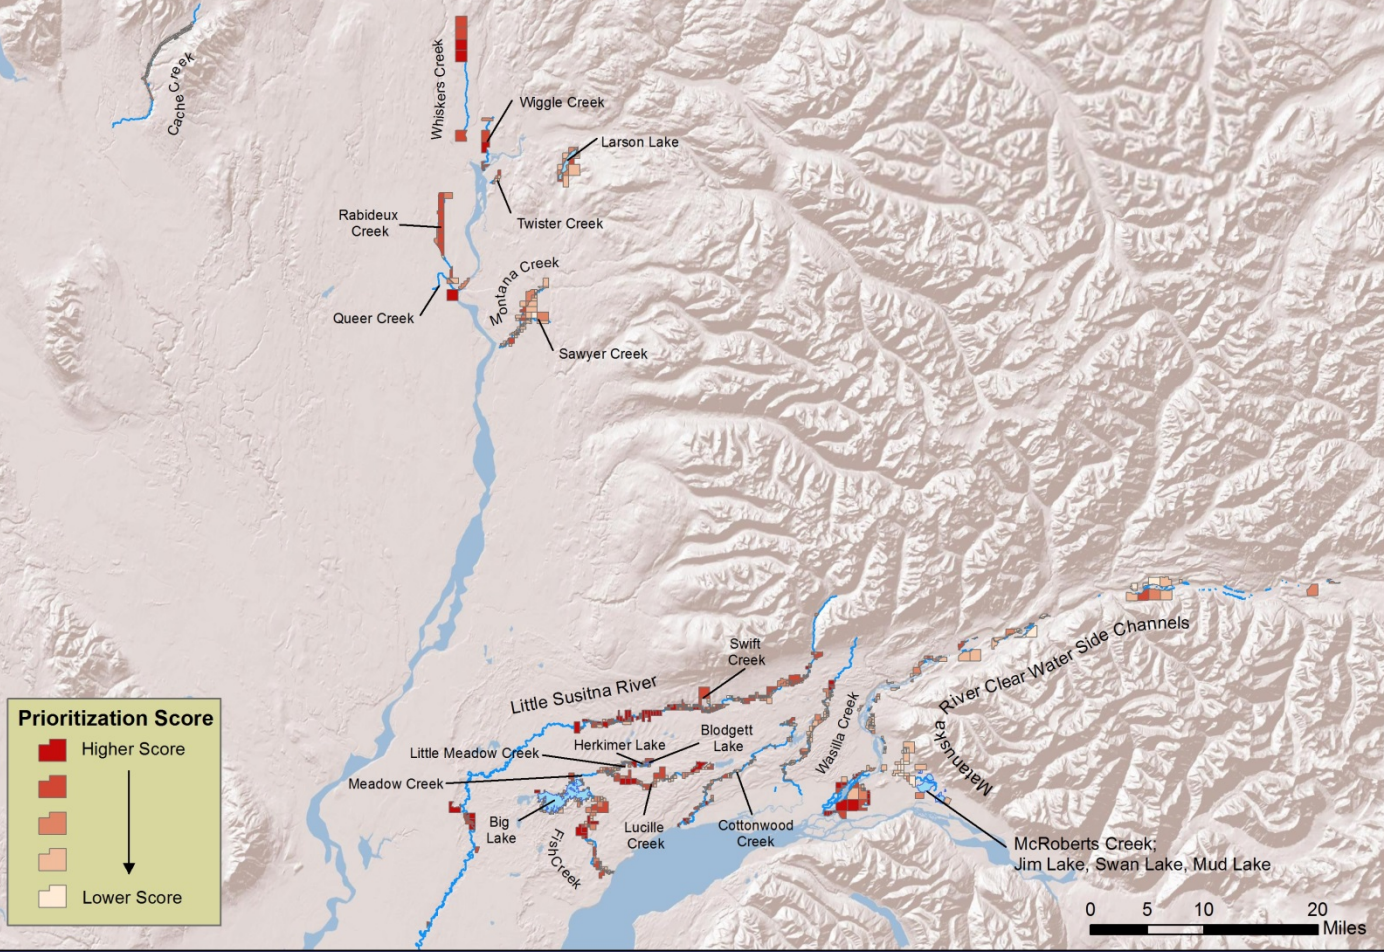 Cache Creek
Whiskers Creek
Wiggle Creek
Larson Lake
Rabideux
Creek
Twister Creek
Montana Creek
Queer Creek
Sawyer Creek
Swift
Creek
Little Susitna River
Matanuska River Clear Water Side Channels
Wasilla Creek
Blodgett
Lake
Herkimer Lake
Little Meadow Creek
Meadow Creek
Big
Lake
Fish Creek
Lucille
Creek
Cottonwood
Creek
McRoberts Creek;
Jim Lake, Swan Lake, Mud Lake
Prioritization Score
Higher Score
Lower Score
0 5 10 20
Miles